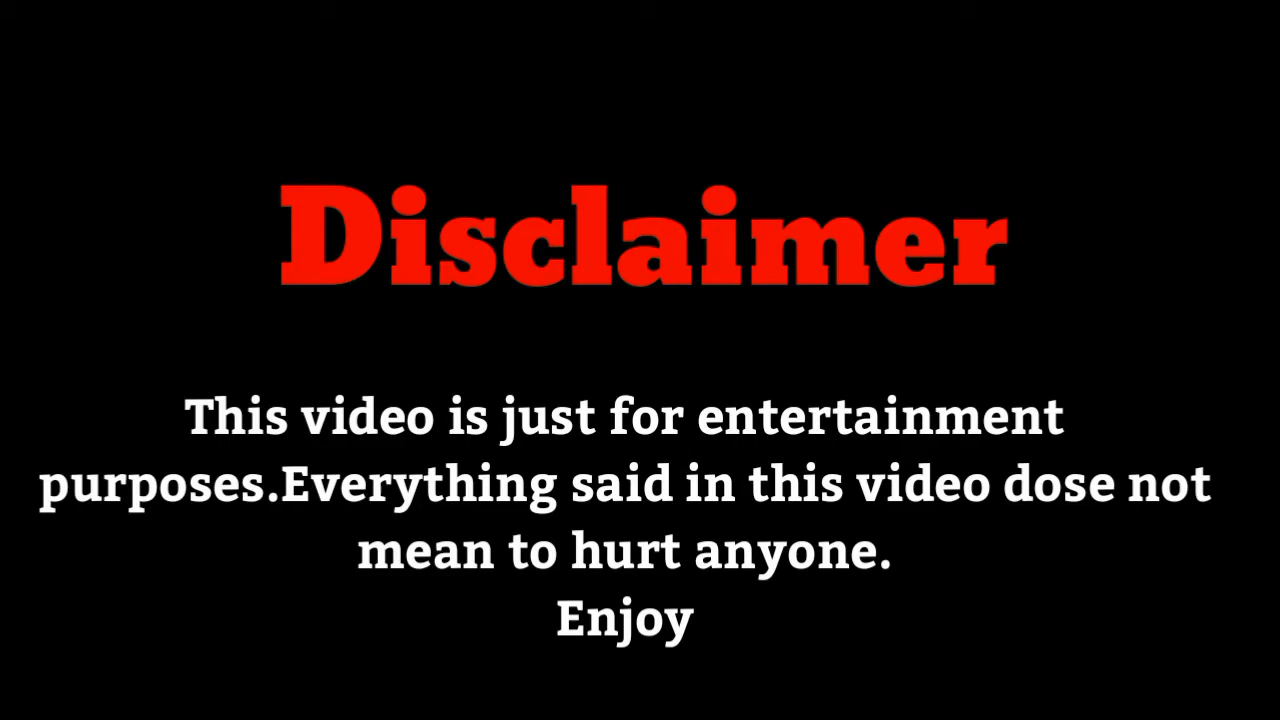 Disclaimer
This video is just for entertainment
purposes.Everything said in this video dose not
mean to hurt anyone.
Enjoy